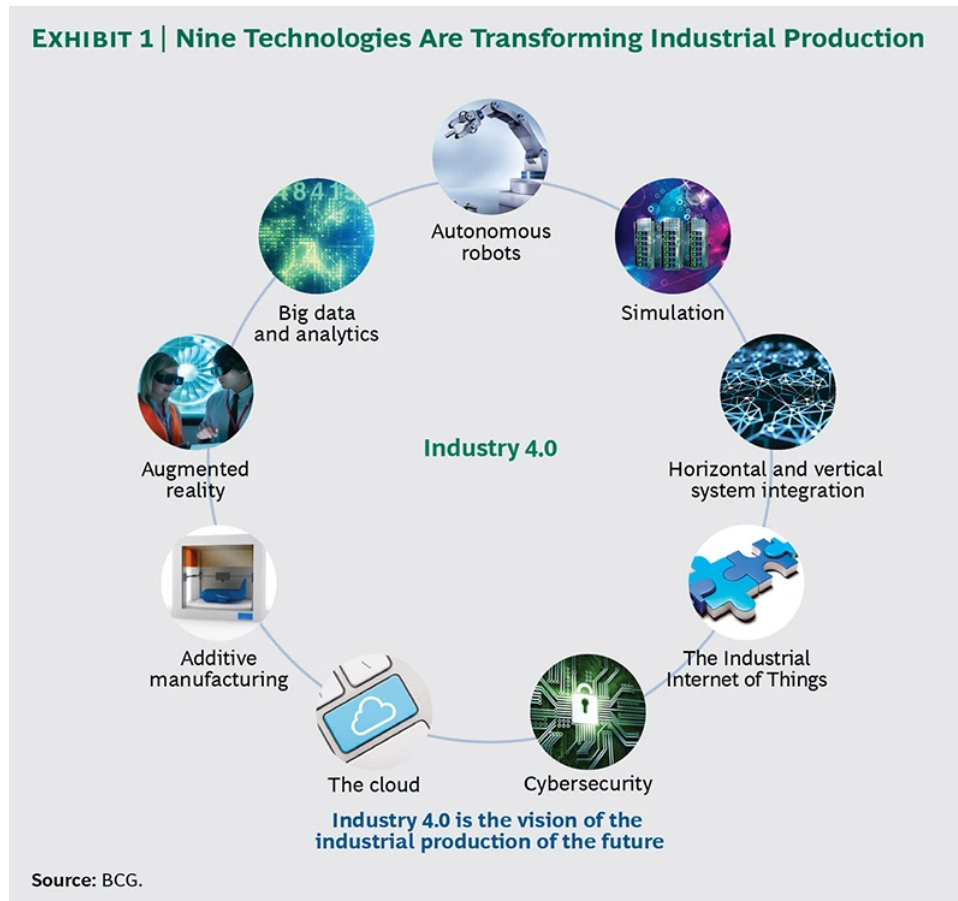 EXHIBIT 1 | Nine Technologies Are Transforming Industrial Production
84 41
Autonomous
robots
Big data
and analytics
Simulation
Augmented
reality
Industry 4.0
Horizontal and vertical
system integration
Additive
manufacturing
The Industrial
Internet of Things
The cloud
Cybersecurity
Industry 4.0 is the vision of the
industrial production of the future
Source: BCG.